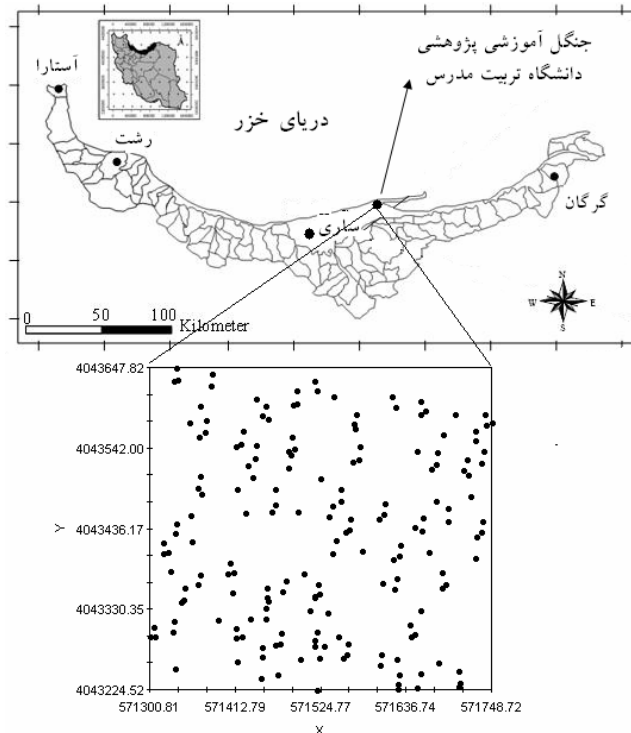 جنگل آموزشی پژوهشی
دانشگاه تربیت مدرس
آستارا
دریای خزر
رشت
گرگان
ساری
N
W E
S
0 50 100
Kilometer
4043647.82
4043542.00
Y
4043436.17
4043330.35
4043224.52
571300.81 571412.79 571524.77 571636.74 571748.72
X